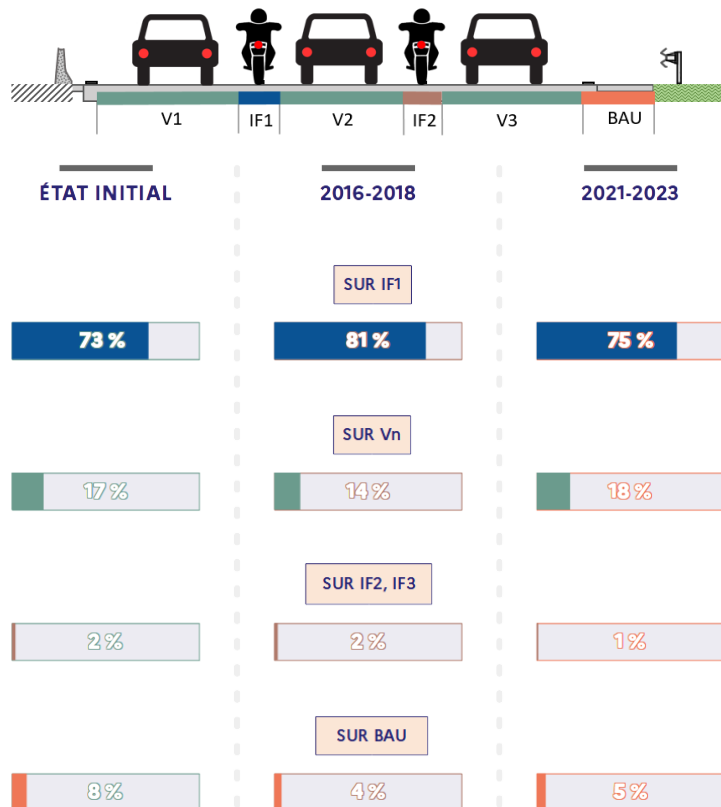 V1 IF1 V2 IF2 V3 BAU
ÉTAT INITIAL 2016-2018 2021-2023
SUR IF1
73 % 81 % 75 %
SUR Vn
17 % 14 % 18 %
SUR IF2, IF3
2 % 2 % 1 %
SUR BAU
8 % 4 % 5 %